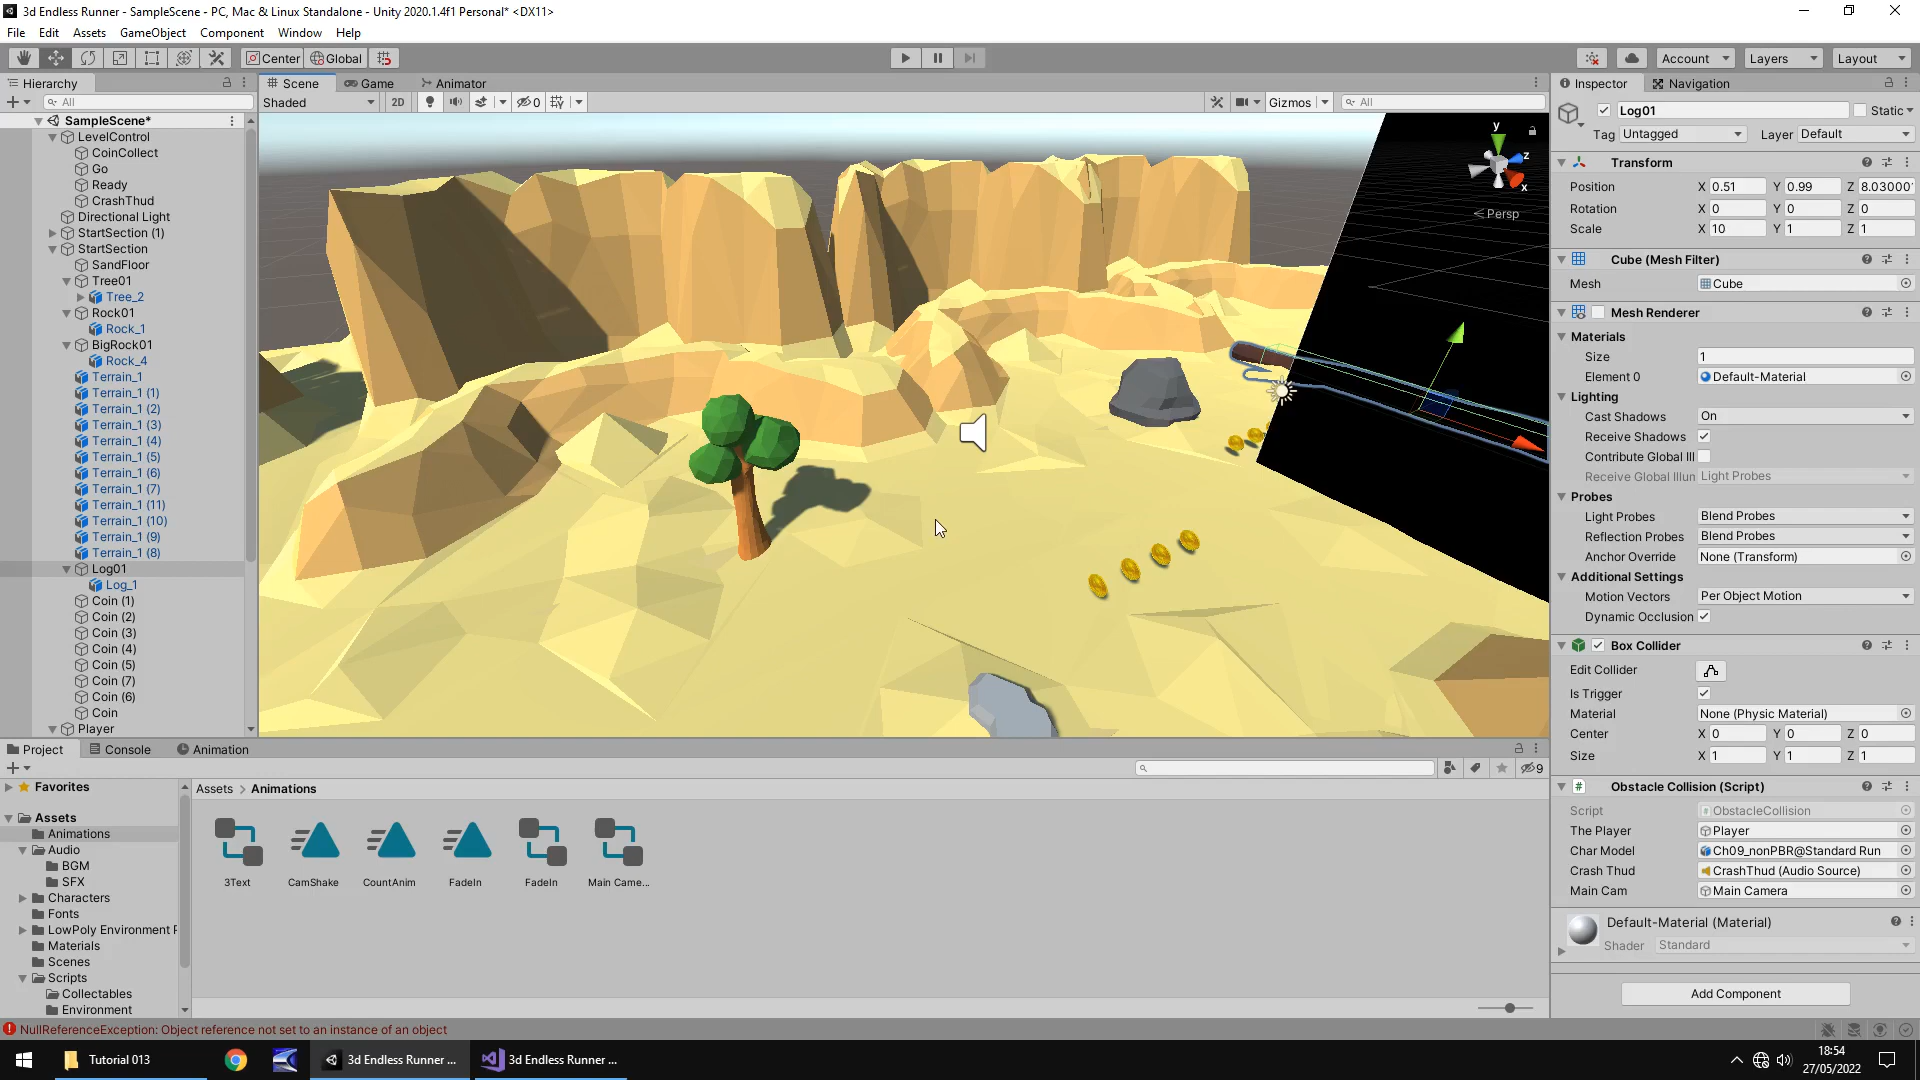 3d Endless Runner - SampleScene - PC, Mac & Linux Standalone - Unity 2020.1.4f1 Personal* <DX11>
File Edit Assets GameObject Component Window Help
Center Global Account Layers Layout
Hierarchy Scene Game Animator Inspector Navigation
All Shaded 2D 0 Gizmos All
SampleScene*
LevelControl
CoinCollect
Go
Ready
CrashThud
Directional Light
StartSection (1)
StartSection
SandFloor
Tree01
Tree_2
Rock01
Rock_1
BigRock01
Rock_4
Terrain_1
Terrain_1 (1)
Terrain_1 (2)
Terrain_1 (3)
Terrain_1 (4)
Terrain_1 (5)
Terrain_1 (6)
Terrain_1 (7)
Terrain_1 (11)
Terrain_1 (10)
Terrain_1 (9)
Terrain_1 (8)
Log01
Log_1
Coin (1)
Coin (2)
Coin (3)
Coin (4)
Coin (5)
Coin (7)
Coin (6)
Coin
Player
y
z
x
Persp
Log01 Static
Tag Untagged Layer Default
Transform
Position X 0.51 Y 0.99 Z 8.03000
Rotation X 0 Y 0 Z 0
Scale X 10 Y 1 Z 1
Cube (Mesh Filter)
Mesh Cube
Mesh Renderer
Materials
Size 1
Element 0 Default-Material
Lighting
Cast Shadows On
Receive Shadows
Contribute Global Ill
Receive Global Illun Light Probes
Probes
Light Probes Blend Probes
Reflection Probes Blend Probes
Anchor Override None (Transform)
Additional Settings
Motion Vectors Per Object Motion
Dynamic Occlusion
Box Collider
Edit Collider
Is Trigger
Material None (Physic Material)
Center X 0 Y 0 Z 0
Size X 1 Y 1 Z 1
Obstacle Collision (Script)
Script ObstacleCollision
The Player Player
Char Model Ch09_nonPBR@Standard Run
Crash Thud CrashThud (Audio Source)
Main Cam Main Camera
Default-Material (Material)
Shader Standard
Add Component
Project Console Animation
9
Favorites
Assets
Animations
Audio
BGM
SFX
Characters
Fonts
LowPoly Environment P
Materials
Scenes
Scripts
Collectables
Environment
Assets > Animations
3Text CamShake CountAnim FadeIn FadeIn Main Came...
NullReferenceException: Object reference not set to an instance of an object
Tutorial 013 3d Endless Runner ... 3d Endless Runner ...
18:54
27/05/2022